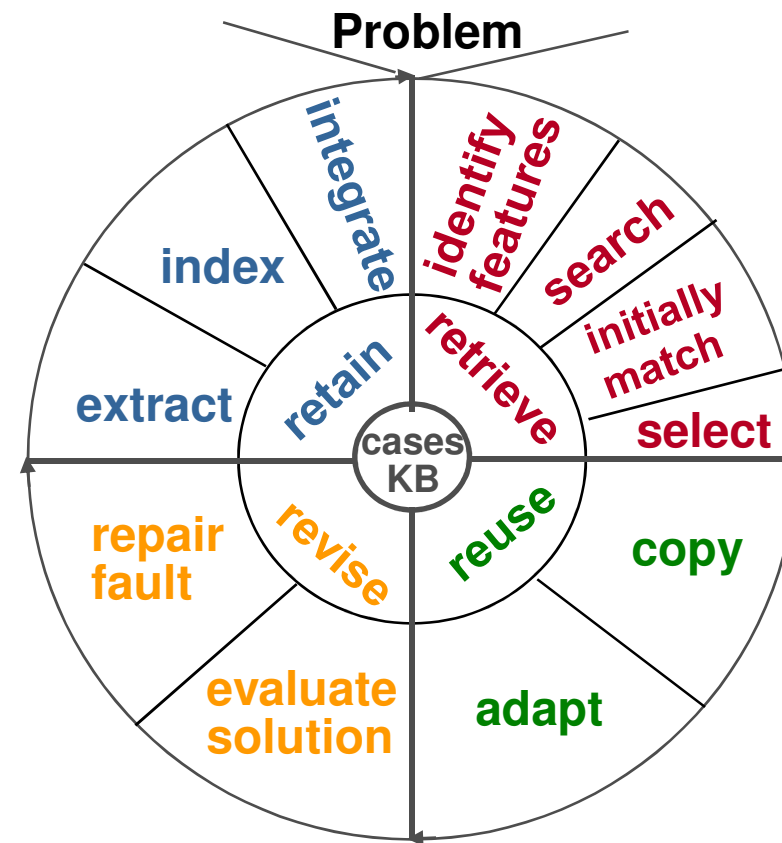 Problem
identify
features
search
initially
match
select
retrieve
copy
adapt
reuse
evaluate
solution
repair
fault
revise
extract
index
integrate
retain
cases
KB